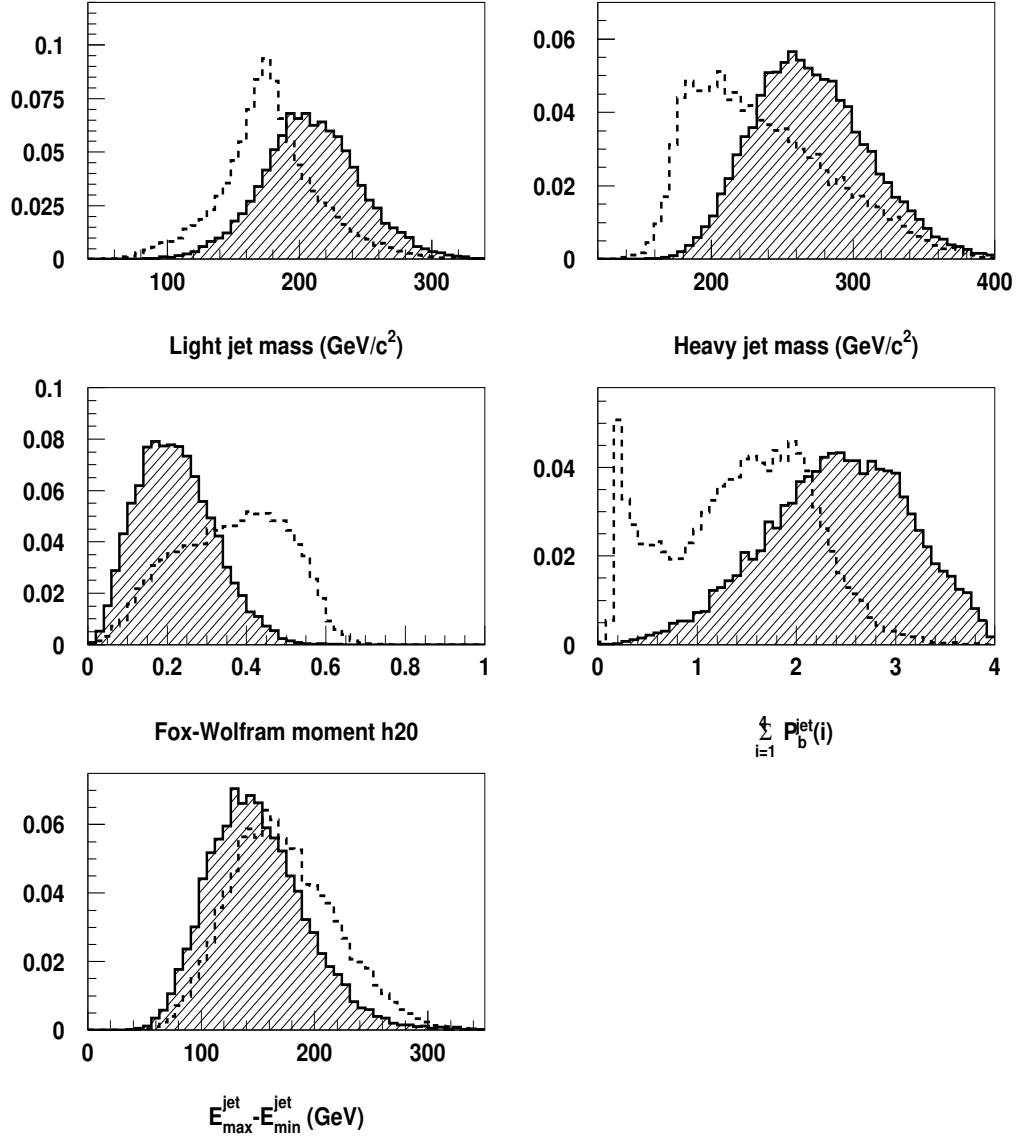 0.1
0.075
0.05
0.025
0
100 200 300
Light jet mass (GeV/c²)
0.06
0.04
0.02
0
200 300 400
Heavy jet mass (GeV/c²)
0.1
0.08
0.06
0.04
0.02
0
0 0.2 0.4 0.6 0.8 1
Fox-Wolfram moment h20
0.04
0.02
0
0 1 2 3 4
4
Σ P_b^jet(i)
i=1
0.06
0.04
0.02
0
0 100 200 300
E_max^jet-E_min^jet (GeV)